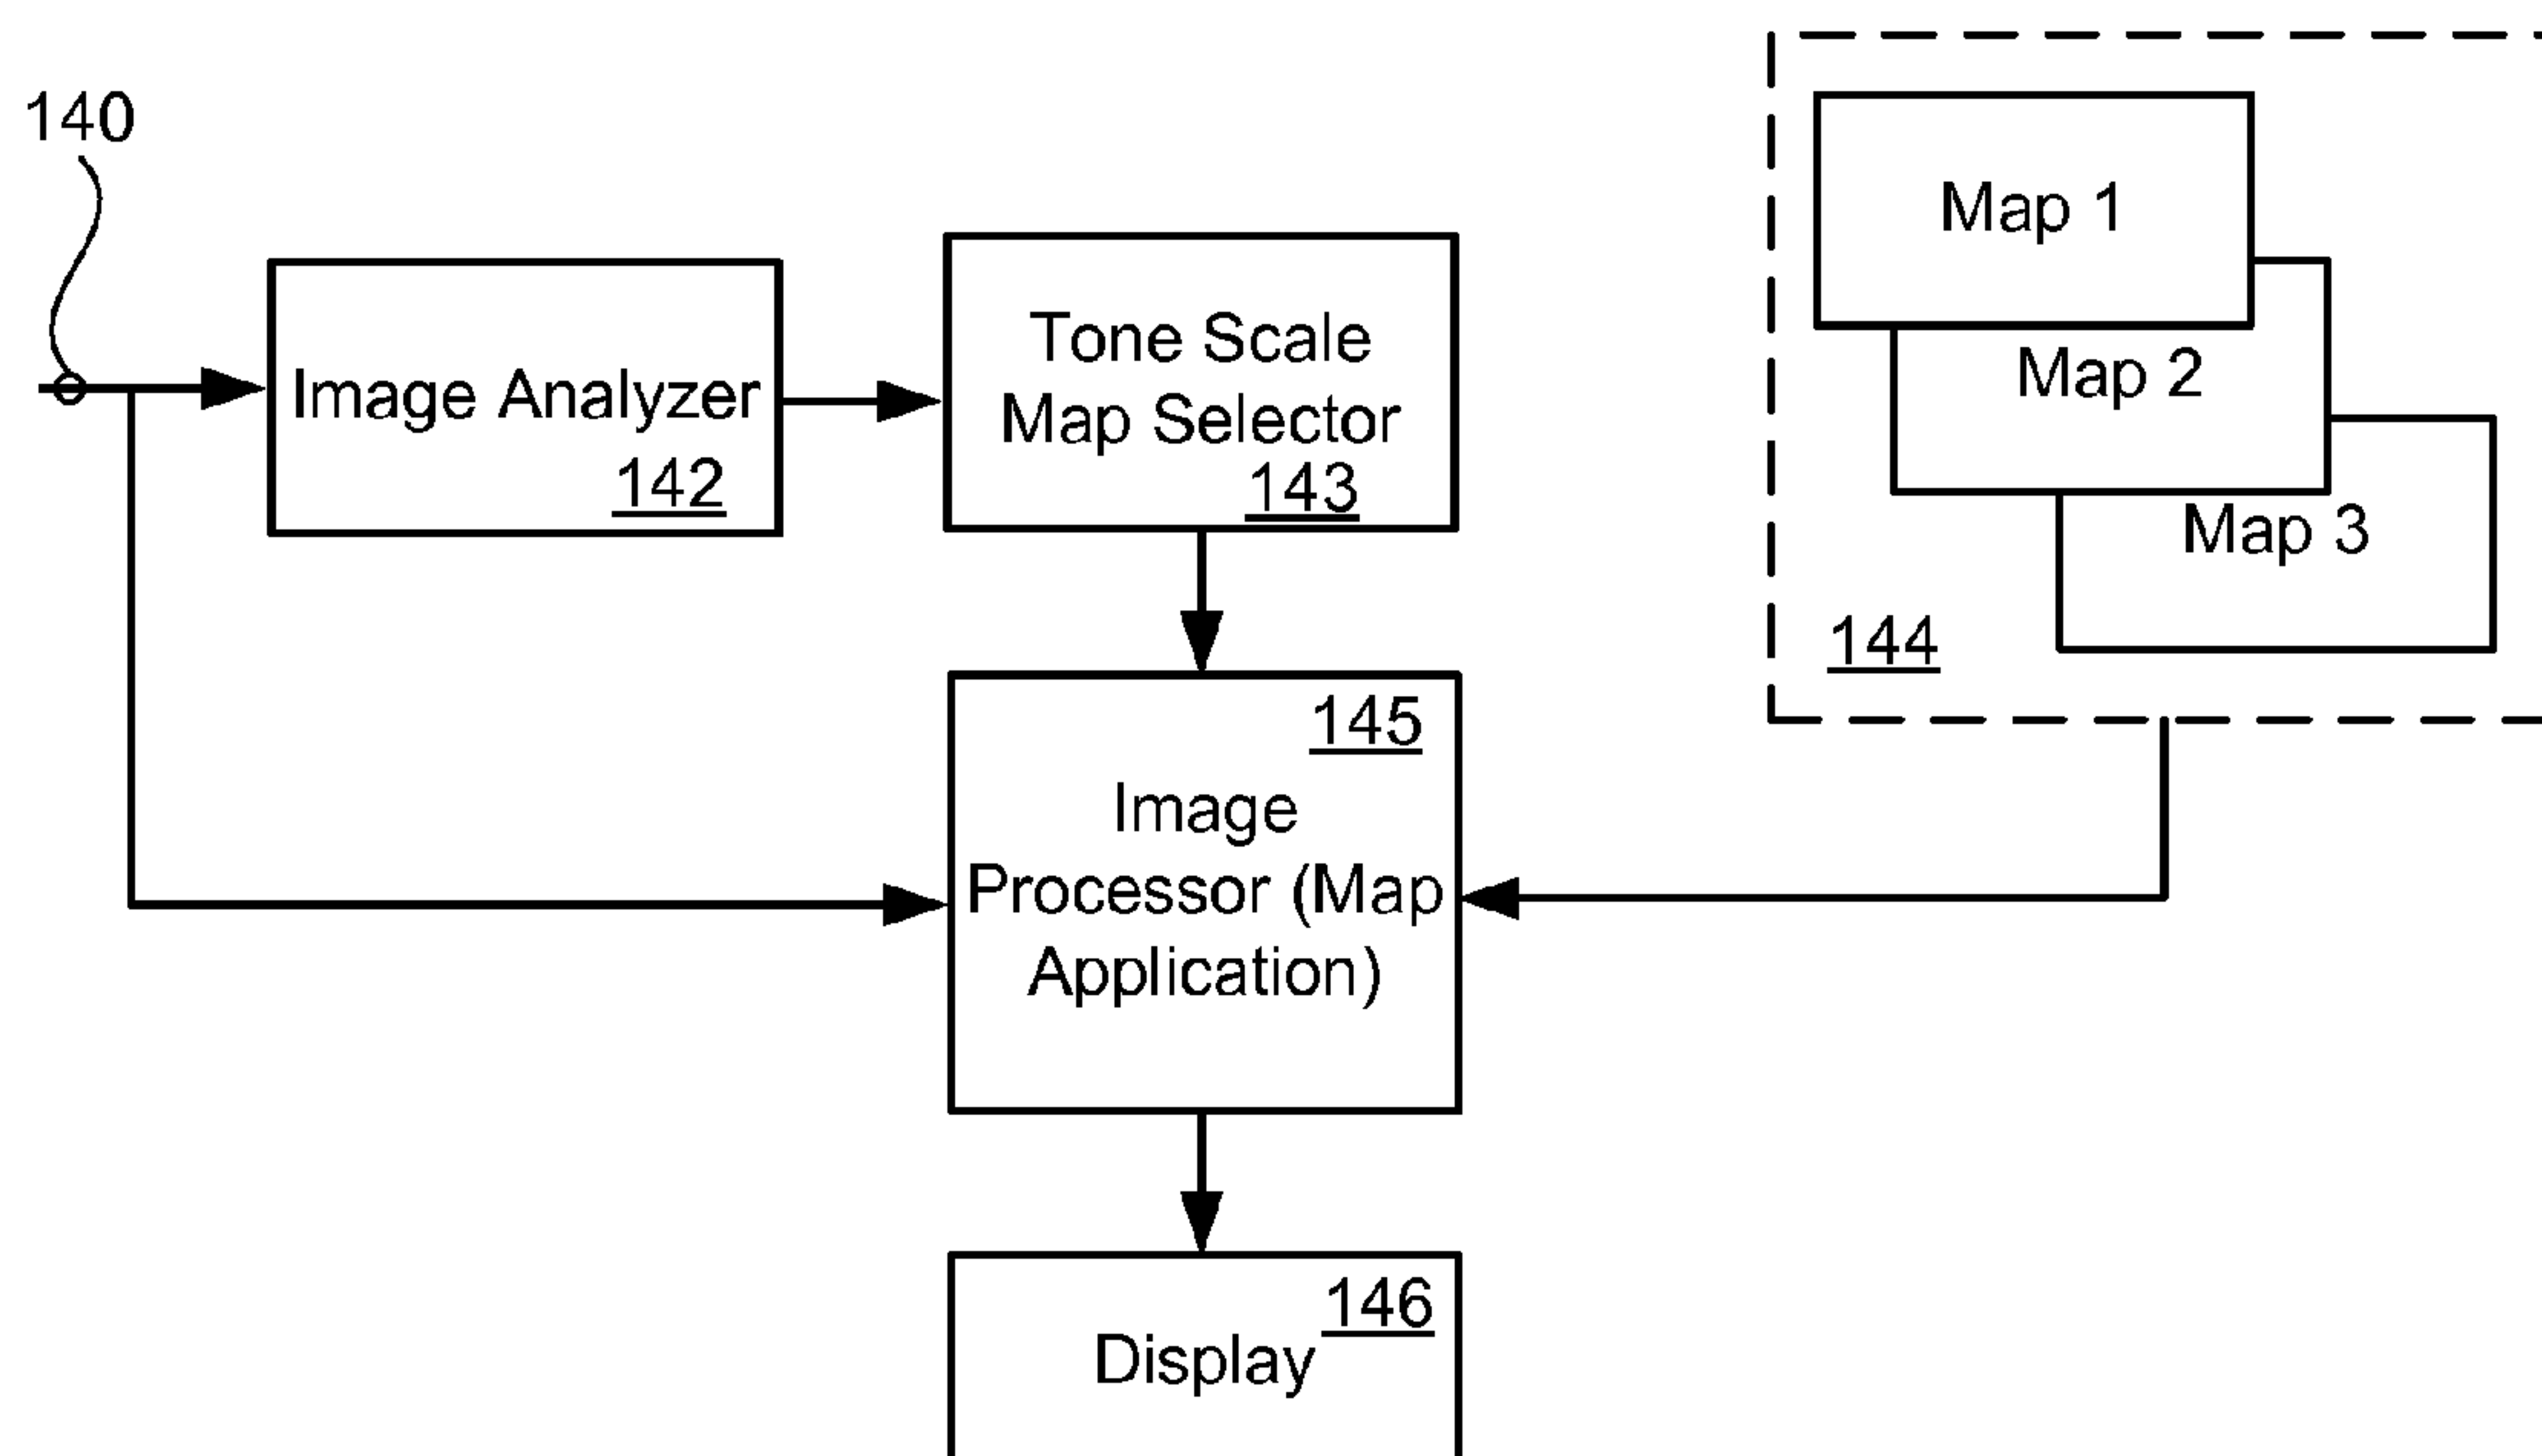 140
Image Analyzer
142
Tone Scale
Map Selector
143
Map 1
Map 2
Map 3
144
145
Image
Processor (Map
Application)
146
Display